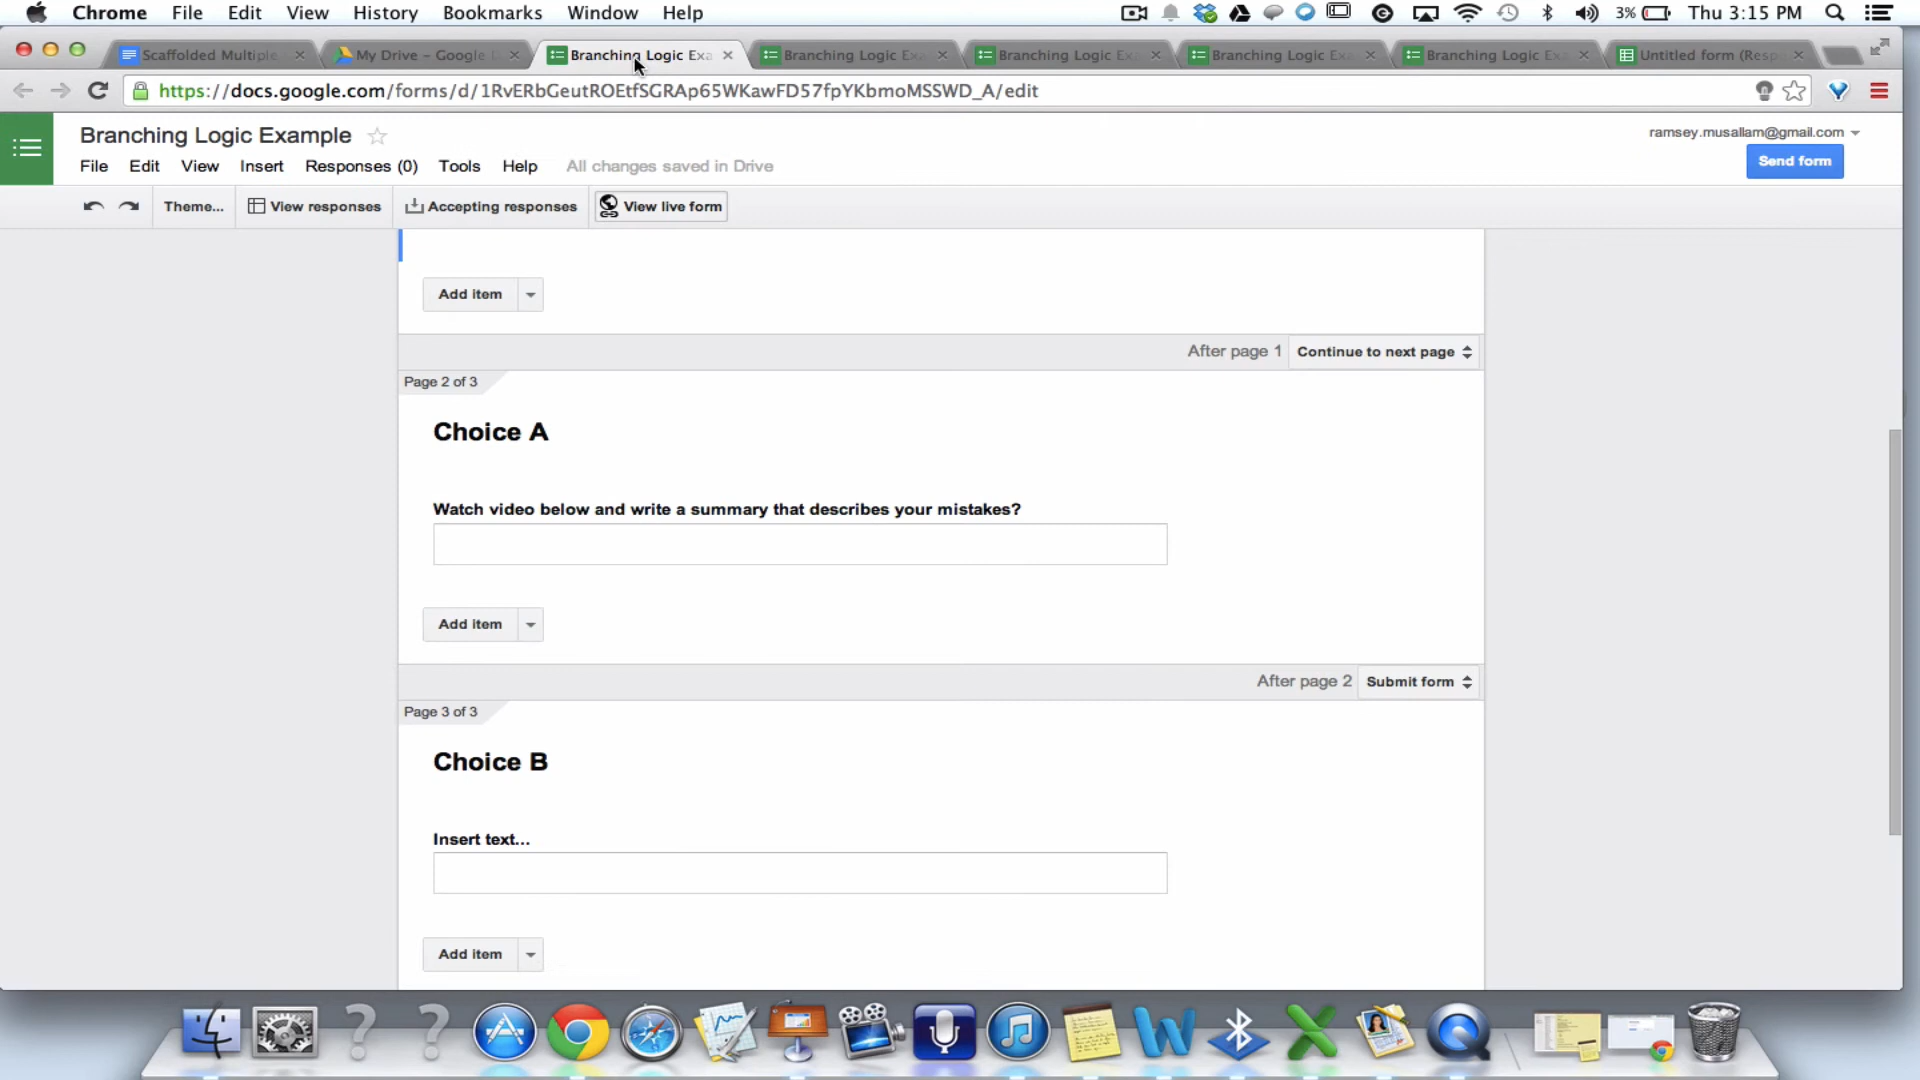 Chrome File Edit View History Bookmarks Window Help 3% Thu 3:15 PM
Scaffolded Multiple My Drive – Google Branching Logic Exa Branching Logic Branching Logic Branching Logic Branching Logic Untitled form (Resp
https://docs.google.com/forms/d/1RvERbGeutROEtfSGRAp65WKawFD57fpYKbmoMSSWD_A/edit
Branching Logic Example
ramsey.musallam@gmail.com
File Edit View Insert Responses (0) Tools Help All changes saved in Drive
Send form
Theme... View responses Accepting responses View live form
Add item
After page 1 Continue to next page
Page 2 of 3
Choice A
Watch video below and write a summary that describes your mistakes?
Add item
After page 2 Submit form
Page 3 of 3
Choice B
Insert text...
Add item